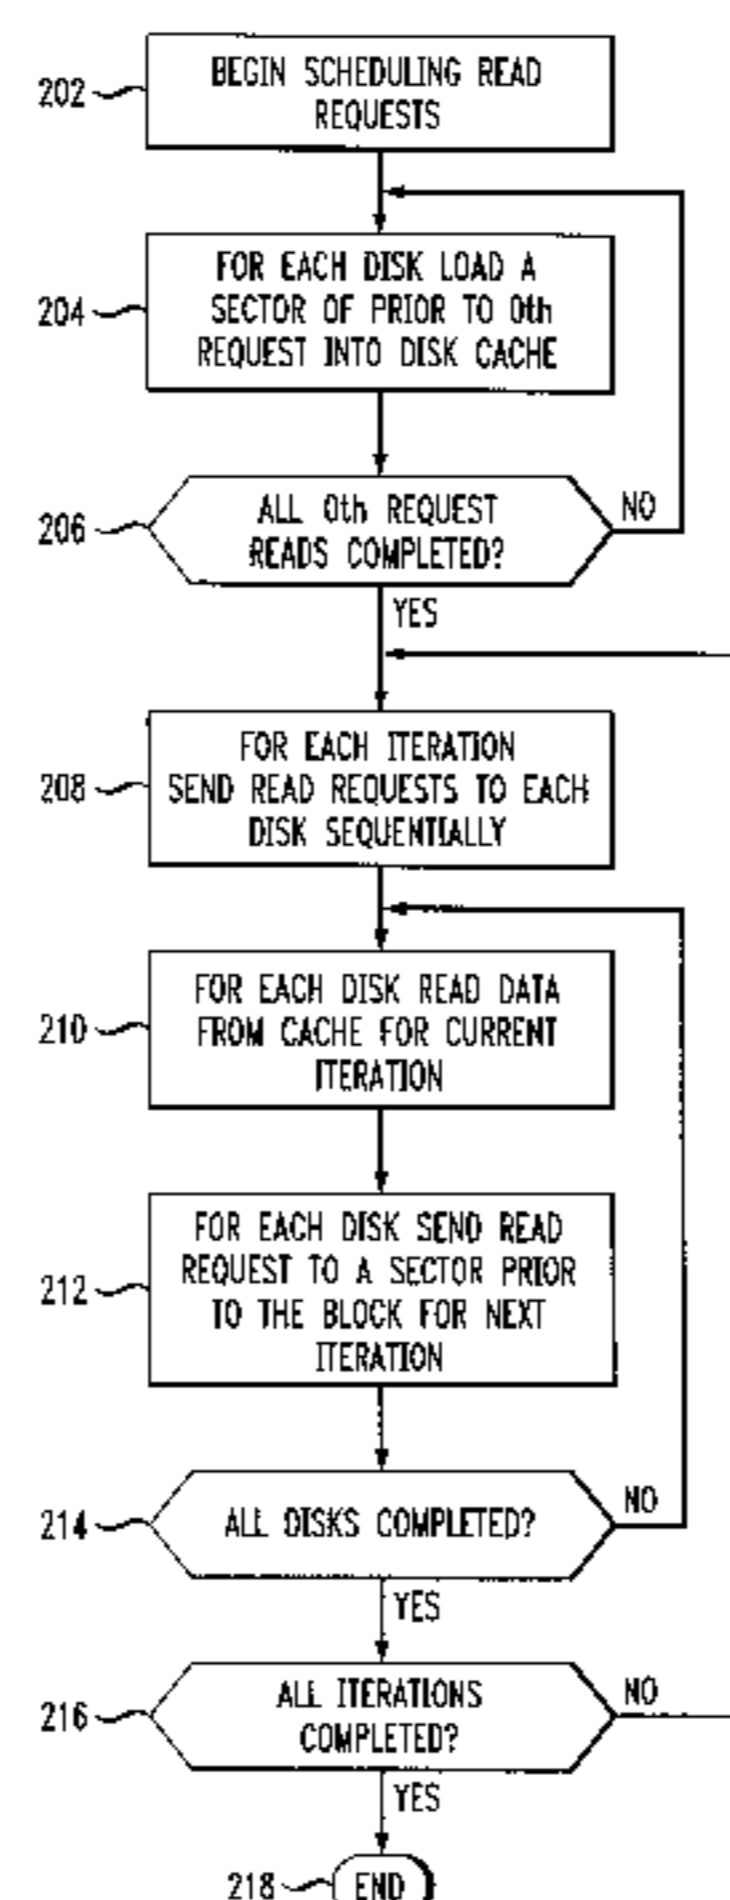 202
BEGIN SCHEDULING READ
REQUESTS
204
FOR EACH DISK LOAD A
SECTOR OF PRIOR TO 0th
REQUEST INTO DISK CACHE
206
ALL 0th REQUEST
READS COMPLETED?
NO
YES
208
FOR EACH ITERATION
SEND READ REQUESTS TO EACH
DISK SEQUENTIALLY
210
FOR EACH DISK READ DATA
FROM CACHE FOR CURRENT
ITERATION
212
FOR EACH DISK SEND READ
REQUEST TO A SECTOR PRIOR
TO THE BLOCK FOR NEXT
ITERATION
214
ALL DISKS COMPLETED?
NO
YES
216
ALL ITERATIONS
COMPLETED?
NO
YES
218
END